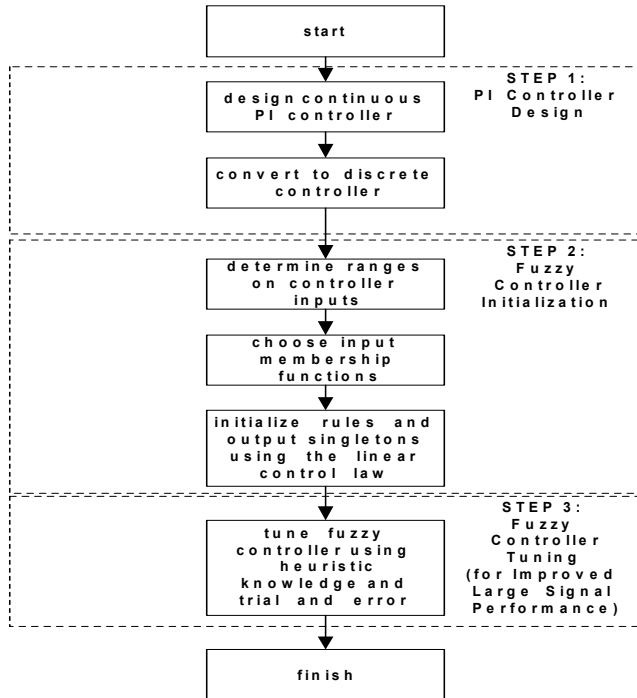 start
STEP 1:
PI Controller
Design
design continuous
PI controller
convert to discrete
controller
STEP 2:
Fuzzy
Controller
Initialization
determine ranges
on controller
inputs
choose input
membership
functions
initialize rules and
output singletons
using the linear
control law
STEP 3:
Fuzzy
Controller
Tuning
(for Improved
Large Signal
Performance)
tune fuzzy
controller using
heuristic
knowledge and
trial and error
finish